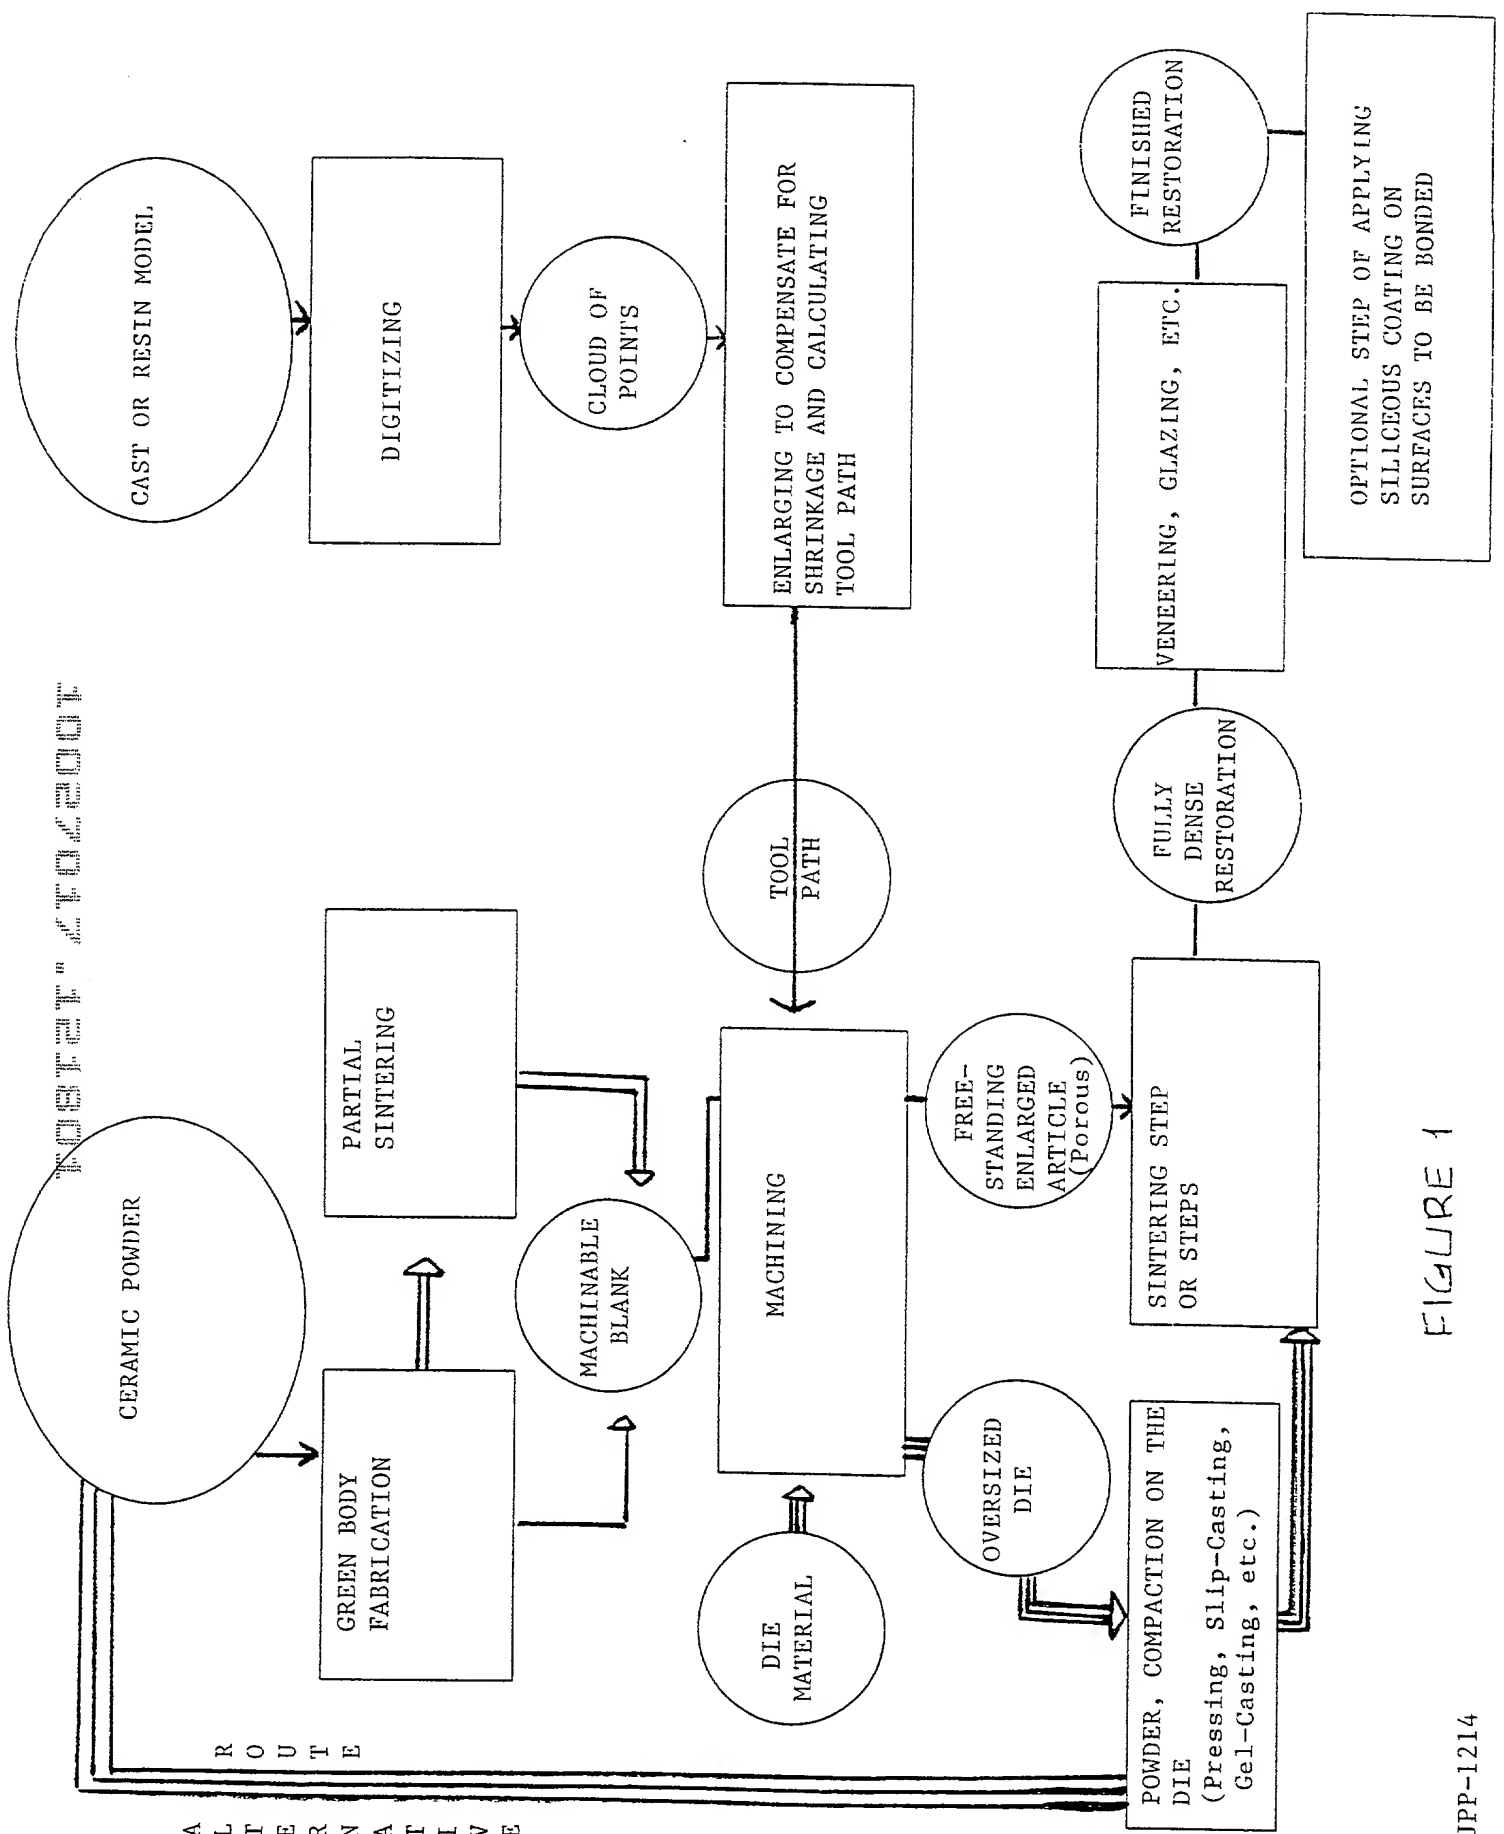 CAST OR RESIN MODEL
DIGITIZING
CLOUD OF
POINTS
ENLARGING TO COMPENSATE FOR
SHRINKAGE AND CALCULATING
TOOL PATH
TOOL
PATH
CERAMIC POWDER
GREEN BODY
FABRICATION
PARTIAL
SINTERING
MACHINABLE
BLANK
MACHINING
DIE
MATERIAL
OVERSIZED
DIE
FREE-
STANDING
ENLARGED
ARTICLE
(Porous)
ALTERNATIVE
ROUTE
POWDER, COMPACTION ON THE
DIE
(Pressing, Slip-Casting,
Gel-Casting, etc.)
SINTERING STEP
OR STEPS
FULLY
DENSE
RESTORATION
VENEERING, GLAZING, ETC.
FINISHED
RESTORATION
OPTIONAL STEP OF APPLYING
SILICEOUS COATING ON
SURFACES TO BE BONDED
FIGURE 1
JPP-1214